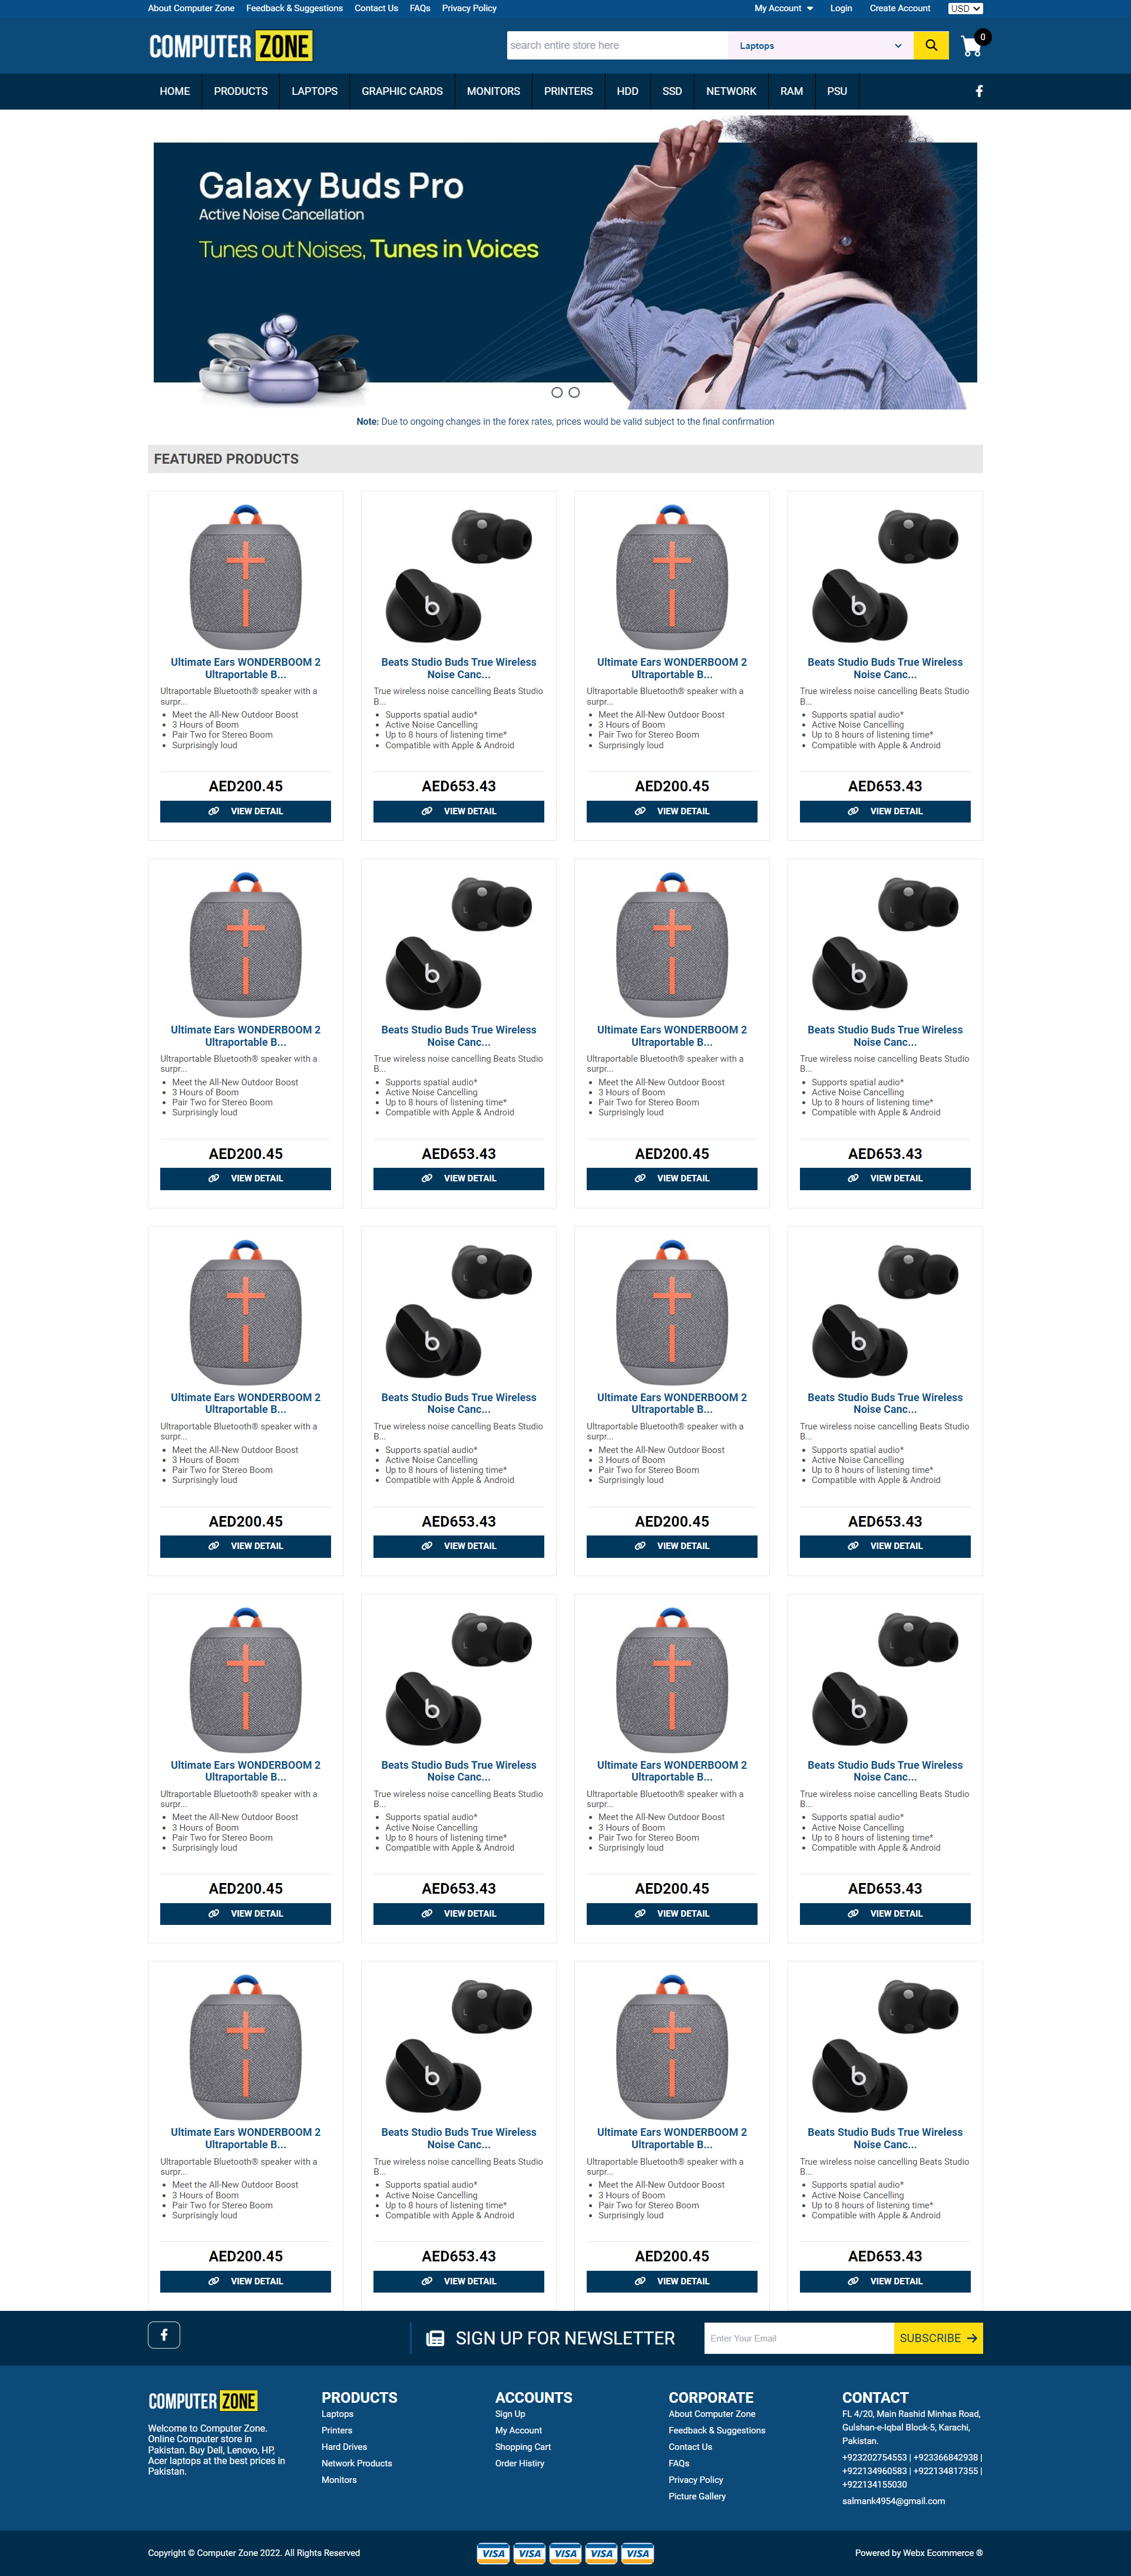 About Computer Zone Feedback & Suggestions Contact Us FAQs Privacy Policy My Account Login Create Account USD
COMPUTER ZONE search entire store here Laptops 0
HOME PRODUCTS LAPTOPS GRAPHIC CARDS MONITORS PRINTERS HDD SSD NETWORK RAM PSU
Galaxy Buds Pro
Active Noise Cancellation
Tunes out Noises, Tunes in Voices
Note: Due to ongoing changes in the forex rates, prices would be valid subject to the final confirmation
FEATURED PRODUCTS
Ultimate Ears WONDERBOOM 2 Beats Studio Buds True Wireless Ultimate Ears WONDERBOOM 2 Beats Studio Buds True Wireless
Ultraportable B... Noise Canc... Ultraportable B... Noise Canc...
Ultraportable Bluetooth® speaker with a True wireless noise cancelling Beats Studio Ultraportable Bluetooth® speaker with a True wireless noise cancelling Beats Studio
surpr... B... surpr... B...
• Meet the All-New Outdoor Boost • Supports spatial audio* • Meet the All-New Outdoor Boost • Supports spatial audio*
• 3 Hours of Boom • Active Noise Cancelling • 3 Hours of Boom • Active Noise Cancelling
• Pair Two for Stereo Boom • Up to 8 hours of listening time* • Pair Two for Stereo Boom • Up to 8 hours of listening time*
• Surprisingly loud • Compatible with Apple & Android • Surprisingly loud • Compatible with Apple & Android
AED200.45 AED653.43 AED200.45 AED653.43
VIEW DETAIL VIEW DETAIL VIEW DETAIL VIEW DETAIL
Ultimate Ears WONDERBOOM 2 Beats Studio Buds True Wireless Ultimate Ears WONDERBOOM 2 Beats Studio Buds True Wireless
Ultraportable B... Noise Canc... Ultraportable B... Noise Canc...
Ultraportable Bluetooth® speaker with a True wireless noise cancelling Beats Studio Ultraportable Bluetooth® speaker with a True wireless noise cancelling Beats Studio
surpr... B... surpr... B...
• Meet the All-New Outdoor Boost • Supports spatial audio* • Meet the All-New Outdoor Boost • Supports spatial audio*
• 3 Hours of Boom • Active Noise Cancelling • 3 Hours of Boom • Active Noise Cancelling
• Pair Two for Stereo Boom • Up to 8 hours of listening time* • Pair Two for Stereo Boom • Up to 8 hours of listening time*
• Surprisingly loud • Compatible with Apple & Android • Surprisingly loud • Compatible with Apple & Android
AED200.45 AED653.43 AED200.45 AED653.43
VIEW DETAIL VIEW DETAIL VIEW DETAIL VIEW DETAIL
Ultimate Ears WONDERBOOM 2 Beats Studio Buds True Wireless Ultimate Ears WONDERBOOM 2 Beats Studio Buds True Wireless
Ultraportable B... Noise Canc... Ultraportable B... Noise Canc...
Ultraportable Bluetooth® speaker with a True wireless noise cancelling Beats Studio Ultraportable Bluetooth® speaker with a True wireless noise cancelling Beats Studio
surpr... B... surpr... B...
• Meet the All-New Outdoor Boost • Supports spatial audio* • Meet the All-New Outdoor Boost • Supports spatial audio*
• 3 Hours of Boom • Active Noise Cancelling • 3 Hours of Boom • Active Noise Cancelling
• Pair Two for Stereo Boom • Up to 8 hours of listening time* • Pair Two for Stereo Boom • Up to 8 hours of listening time*
• Surprisingly loud • Compatible with Apple & Android • Surprisingly loud • Compatible with Apple & Android
AED200.45 AED653.43 AED200.45 AED653.43
VIEW DETAIL VIEW DETAIL VIEW DETAIL VIEW DETAIL
Ultimate Ears WONDERBOOM 2 Beats Studio Buds True Wireless Ultimate Ears WONDERBOOM 2 Beats Studio Buds True Wireless
Ultraportable B... Noise Canc... Ultraportable B... Noise Canc...
Ultraportable Bluetooth® speaker with a True wireless noise cancelling Beats Studio Ultraportable Bluetooth® speaker with a True wireless noise cancelling Beats Studio
surpr... B... surpr... B...
• Meet the All-New Outdoor Boost • Supports spatial audio* • Meet the All-New Outdoor Boost • Supports spatial audio*
• 3 Hours of Boom • Active Noise Cancelling • 3 Hours of Boom • Active Noise Cancelling
• Pair Two for Stereo Boom • Up to 8 hours of listening time* • Pair Two for Stereo Boom • Up to 8 hours of listening time*
• Surprisingly loud • Compatible with Apple & Android • Surprisingly loud • Compatible with Apple & Android
AED200.45 AED653.43 AED200.45 AED653.43
VIEW DETAIL VIEW DETAIL VIEW DETAIL VIEW DETAIL
Ultimate Ears WONDERBOOM 2 Beats Studio Buds True Wireless Ultimate Ears WONDERBOOM 2 Beats Studio Buds True Wireless
Ultraportable B... Noise Canc... Ultraportable B... Noise Canc...
Ultraportable Bluetooth® speaker with a True wireless noise cancelling Beats Studio Ultraportable Bluetooth® speaker with a True wireless noise cancelling Beats Studio
surpr... B... surpr... B...
• Meet the All-New Outdoor Boost • Supports spatial audio* • Meet the All-New Outdoor Boost • Supports spatial audio*
• 3 Hours of Boom • Active Noise Cancelling • 3 Hours of Boom • Active Noise Cancelling
• Pair Two for Stereo Boom • Up to 8 hours of listening time* • Pair Two for Stereo Boom • Up to 8 hours of listening time*
• Surprisingly loud • Compatible with Apple & Android • Surprisingly loud • Compatible with Apple & Android
AED200.45 AED653.43 AED200.45 AED653.43
VIEW DETAIL VIEW DETAIL VIEW DETAIL VIEW DETAIL
SIGN UP FOR NEWSLETTER Enter Your Email SUBSCRIBE
COMPUTER ZONE
Welcome to Computer Zone.
Online Computer store in
Pakistan. Buy Dell, Lenovo, HP,
Acer laptops at the best prices in
Pakistan.
PRODUCTS
Laptops
Printers
Hard Drives
Network Products
Monitors
ACCOUNTS
Sign Up
My Account
Shopping Cart
Order Histiry
CORPORATE
About Computer Zone
Feedback & Suggestions
Contact Us
FAQs
Privacy Policy
Picture Gallery
CONTACT
FL 4/20, Main Rashid Minhas Road,
Gulshan-e-Iqbal Block-5, Karachi,
Pakistan.
+923202754553 | +923366842938 |
+922134960583 | +922134817355 |
+922134155030
salmank4954@gmail.com
Copyright © Computer Zone 2022. All Rights Reserved VISA VISA VISA VISA VISA Powered by Webx Ecommerce ®